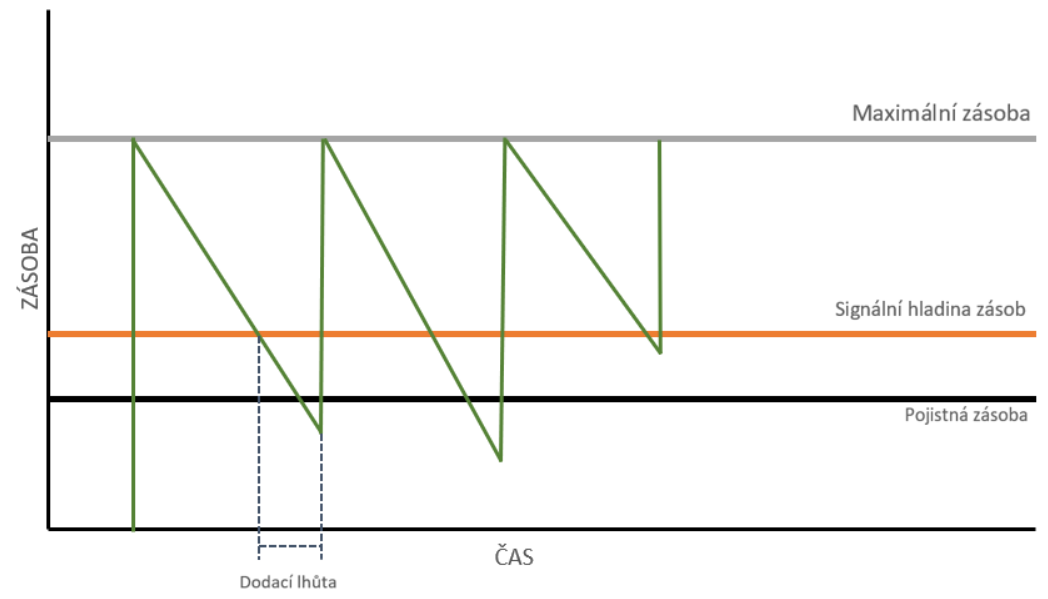 Maximální zásoba
ZÁSOBA
Signální hladina zásob
Pojistná zásoba
ČAS
Dodací lhůta